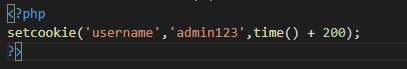 <?php
setcookie('username','admin123',time() + 200);
?>